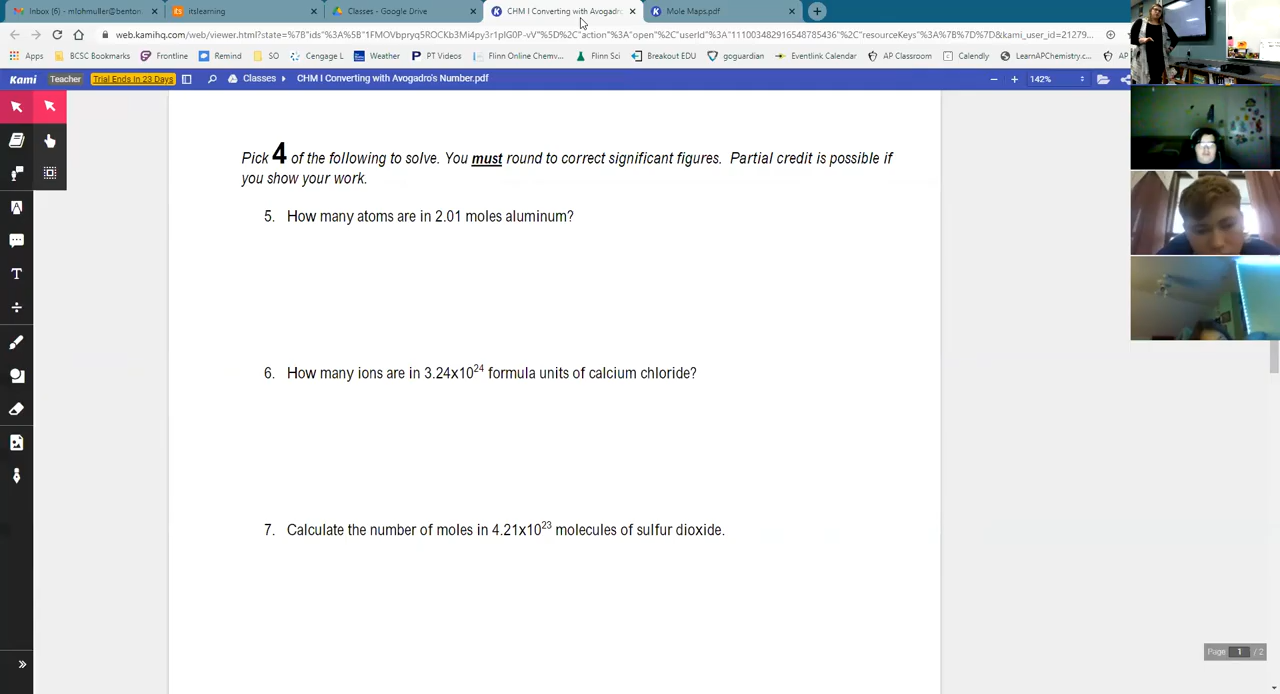 Inbox (6) - mlohmuller@benton
itslearning
Classes - Google Drive
CHM I Converting with Avogadro
Mole Maps.pdf
web.kamihq.com/web/viewer.html?state=%7B"ids"%3A%5B"1FMOVbpryq5ROCKb3Mi4py3r1pIG0P-vV"%5D%2C"action"%3A"open"%2C"userId"%3A"111003482916548785436"%2C"resourceKeys"%3A%7B%7D%7D&kami_user_id=21279...
Apps BCSC Bookmarks Frontline Remind SO Cengage L Weather PT Videos Flinn Online Chem... Flinn Sci Breakout EDU goguardian Eventlink Calendar AP Classroom Calendly LearnAPChemistry.c... AP
Kami Teacher Trial Ends In 23 Days Classes CHM I Converting with Avogadro's Number.pdf 142%
Pick 4 of the following to solve. You must round to correct significant figures. Partial credit is possible if
you show your work.
5. How many atoms are in 2.01 moles aluminum?
6. How many ions are in 3.24x10²⁴ formula units of calcium chloride?
7. Calculate the number of moles in 4.21x10²³ molecules of sulfur dioxide.
Page 1 / 2